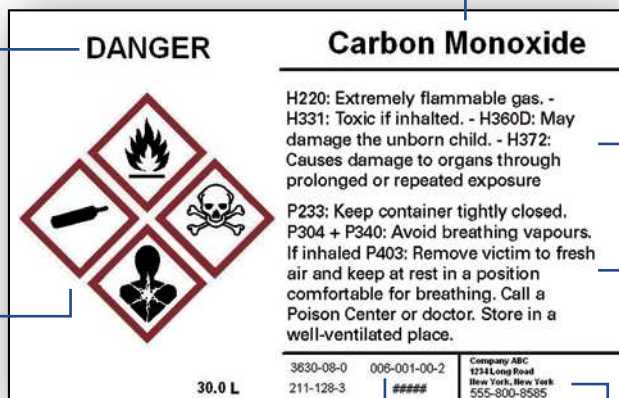 DANGER
Carbon Monoxide
H220: Extremely flammable gas. -
H331: Toxic if inhalted. - H360D: May
damage the unborn child. - H372:
Causes damage to organs through
prolonged or repeated exposure
P233: Keep container tightly closed.
P304 + P340: Avoid breathing vapours.
If inhaled P403: Remove victim to fresh
air and keep at rest in a position
comfortable for breathing. Call a
Poison Center or doctor. Store in a
well-ventilated place.
30.0 L
3630-08-0 006-001-00-2
211-128-3 #####
Company ABC
1234 Long Road
New York, New York
555-800-8585